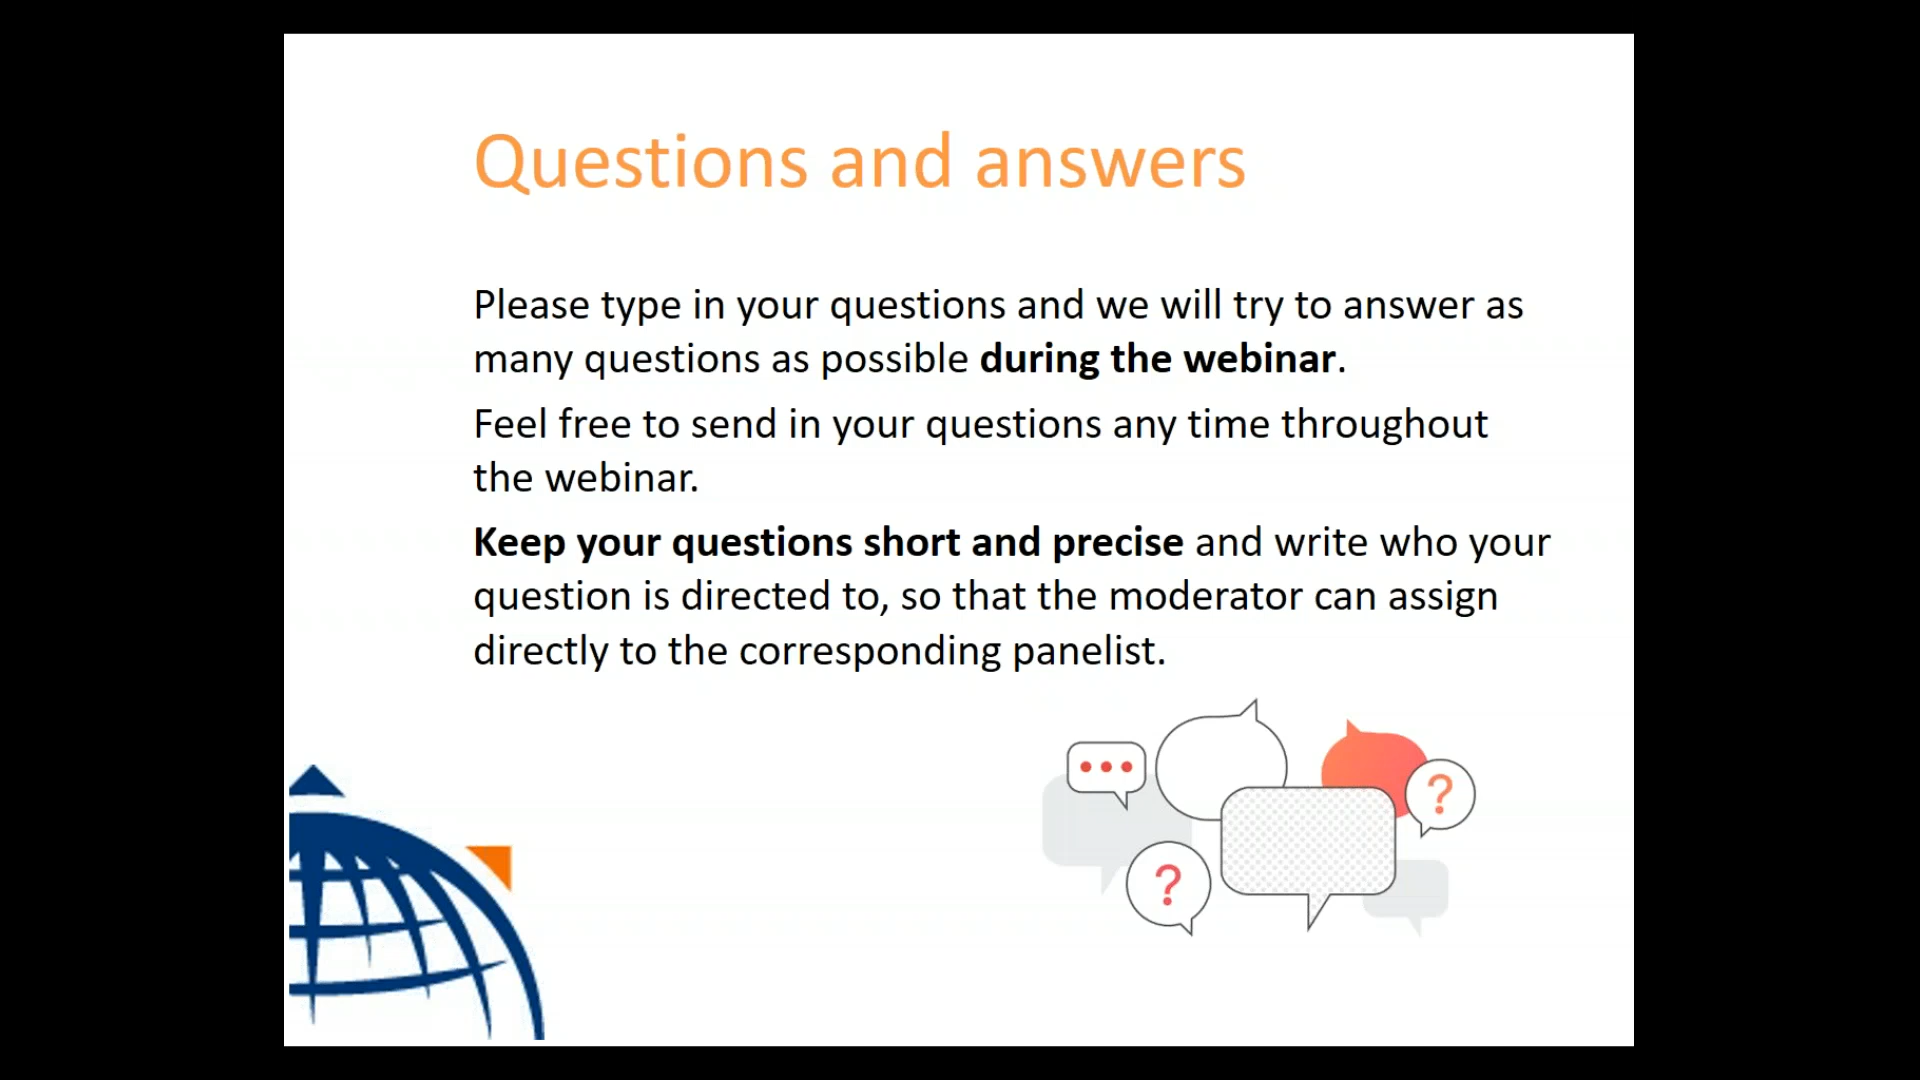 Questions and answers
Please type in your questions and we will try to answer as
many questions as possible during the webinar.
Feel free to send in your questions any time throughout
the webinar.
Keep your questions short and precise and write who your
question is directed to, so that the moderator can assign
directly to the corresponding panelist.
?
?